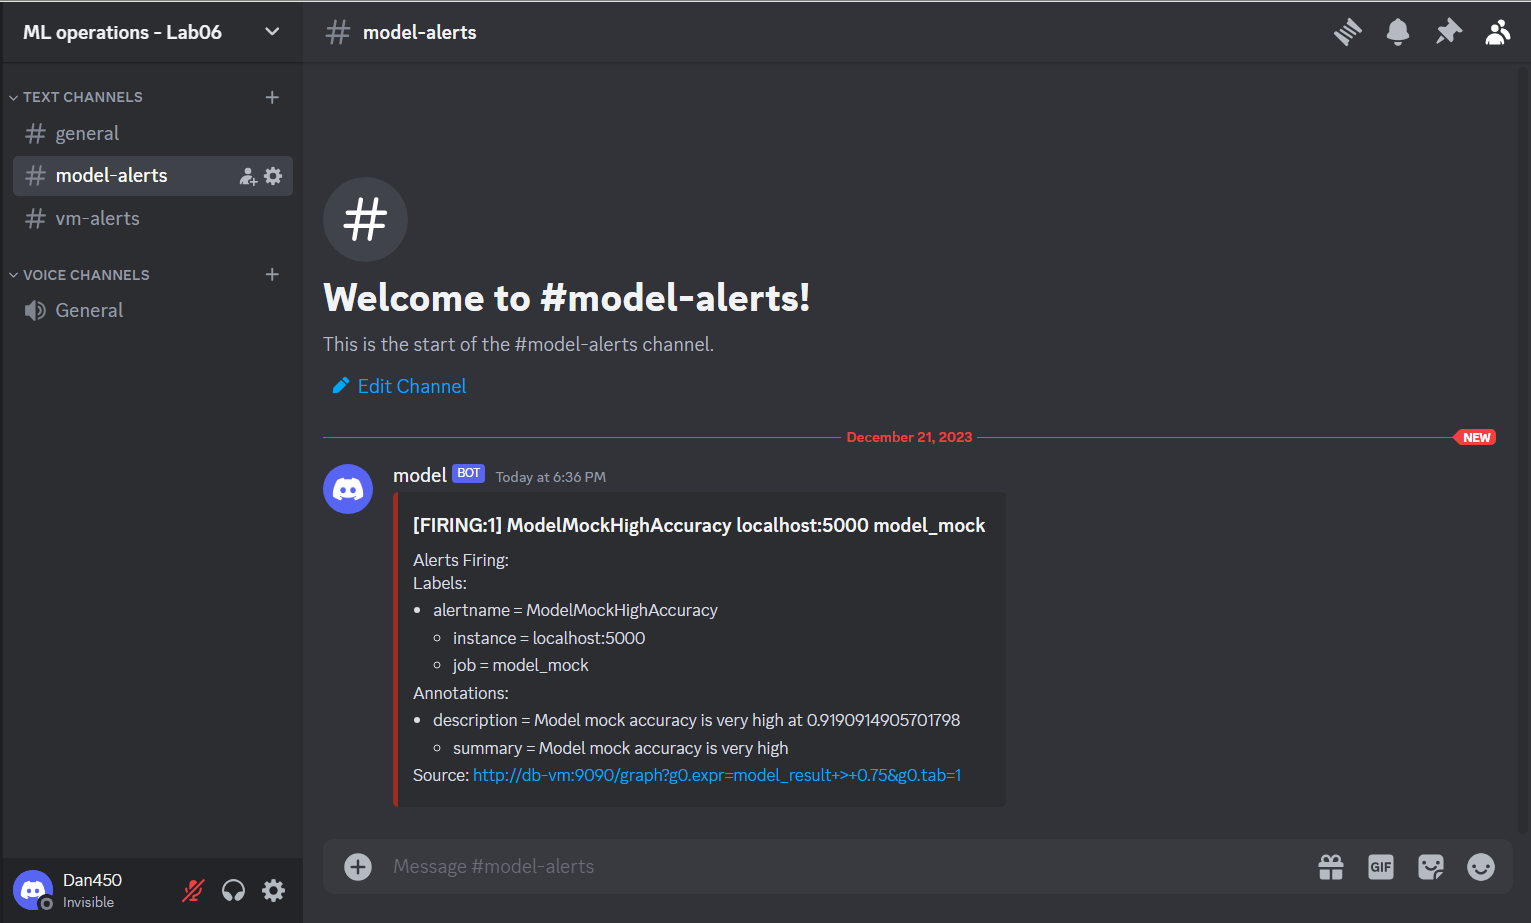 ML operations - Lab06
TEXT CHANNELS
general
model-alerts
vm-alerts
VOICE CHANNELS
General
Dan450
Invisible
model-alerts
Welcome to #model-alerts!
This is the start of the #model-alerts channel.
Edit Channel
December 21, 2023
NEW
model BOT Today at 6:36 PM
[FIRING:1] ModelMockHighAccuracy localhost:5000 model_mock
Alerts Firing:
Labels:
• alertname = ModelMockHighAccuracy
◦ instance = localhost:5000
◦ job = model_mock
Annotations:
• description = Model mock accuracy is very high at 0.9190914905701798
◦ summary = Model mock accuracy is very high
Source: http://db-vm:9090/graph?g0.expr=model_result+>+0.75&g0.tab=1
Message #model-alerts
GIF